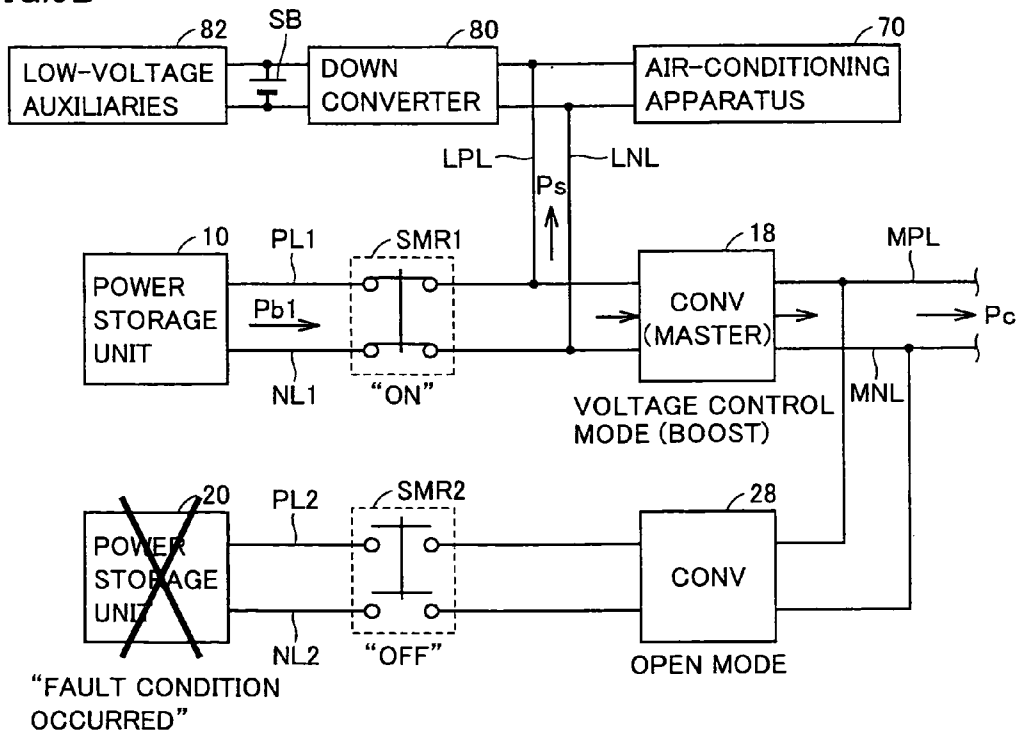 82
SB
80
70
LOW-VOLTAGE
AUXILIARIES
DOWN
CONVERTER
AIR-CONDITIONING
APPARATUS
LPL
LNL
Ps
10
PL1
SMR1
18
MPL
POWER
STORAGE
UNIT
Pb1
CONV
(MASTER)
Pc
NL1
"ON"
MNL
VOLTAGE CONTROL
MODE (BOOST)
20
PL2
SMR2
28
POWER
STORAGE
UNIT
CONV
NL2
"OFF"
OPEN MODE
"FAULT CONDITION
OCCURRED"